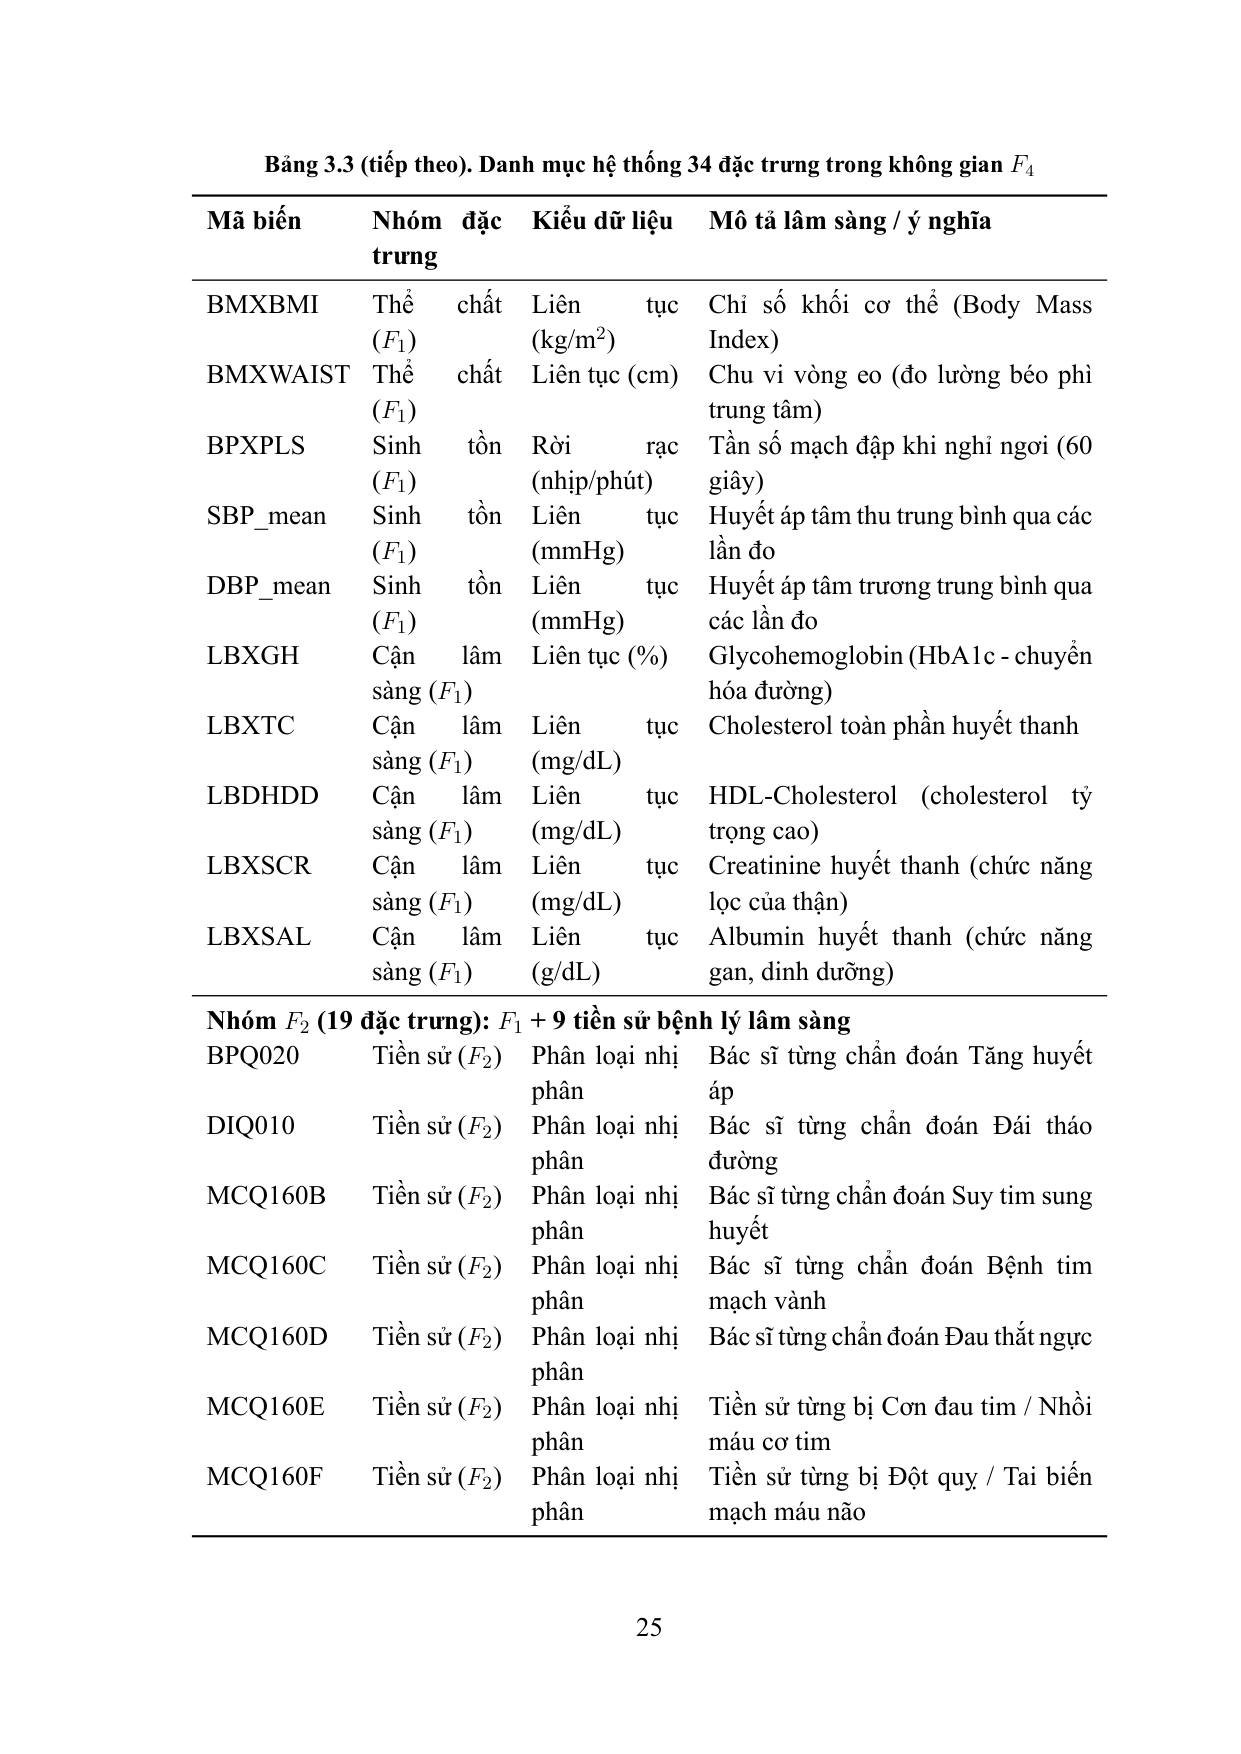 Bảng 3.3 (tiếp theo). Danh mục hệ thống 34 đặc trưng trong không gian F₄
Mã biến Nhóm đặc Kiểu dữ liệu Mô tả lâm sàng / ý nghĩa
trưng
BMXBMI Thể chất Liên tục Chỉ số khối cơ thể (Body Mass
(F₁) (kg/m²) Index)
BMXWAIST Thể chất Liên tục (cm) Chu vi vòng eo (đo lường béo phì
(F₁) trung tâm)
BPXPLS Sinh tồn Rời rạc Tần số mạch đập khi nghỉ ngơi (60
(F₁) (nhịp/phút) giây)
SBP_mean Sinh tồn Liên tục Huyết áp tâm thu trung bình qua các
(F₁) (mmHg) lần đo
DBP_mean Sinh tồn Liên tục Huyết áp tâm trương trung bình qua
(F₁) (mmHg) các lần đo
LBXGH Cận lâm Liên tục (%) Glycohemoglobin (HbA1c - chuyển
sàng (F₁) hóa đường)
LBXTC Cận lâm Liên tục Cholesterol toàn phần huyết thanh
sàng (F₁) (mg/dL)
LBDHDD Cận lâm Liên tục HDL-Cholesterol (cholesterol tỷ
sàng (F₁) (mg/dL) trọng cao)
LBXSCR Cận lâm Liên tục Creatinine huyết thanh (chức năng
sàng (F₁) (mg/dL) lọc của thận)
LBXSAL Cận lâm Liên tục Albumin huyết thanh (chức năng
sàng (F₁) (g/dL) gan, dinh dưỡng)
Nhóm F₂ (19 đặc trưng): F₁ + 9 tiền sử bệnh lý lâm sàng
BPQ020 Tiền sử (F₂) Phân loại nhị Bác sĩ từng chẩn đoán Tăng huyết
phân áp
DIQ010 Tiền sử (F₂) Phân loại nhị Bác sĩ từng chẩn đoán Đái tháo
phân đường
MCQ160B Tiền sử (F₂) Phân loại nhị Bác sĩ từng chẩn đoán Suy tim sung
phân huyết
MCQ160C Tiền sử (F₂) Phân loại nhị Bác sĩ từng chẩn đoán Bệnh tim
phân mạch vành
MCQ160D Tiền sử (F₂) Phân loại nhị Bác sĩ từng chẩn đoán Đau thắt ngực
phân
MCQ160E Tiền sử (F₂) Phân loại nhị Tiền sử từng bị Cơn đau tim / Nhồi
phân máu cơ tim
MCQ160F Tiền sử (F₂) Phân loại nhị Tiền sử từng bị Đột quỵ / Tai biến
phân mạch máu não
25